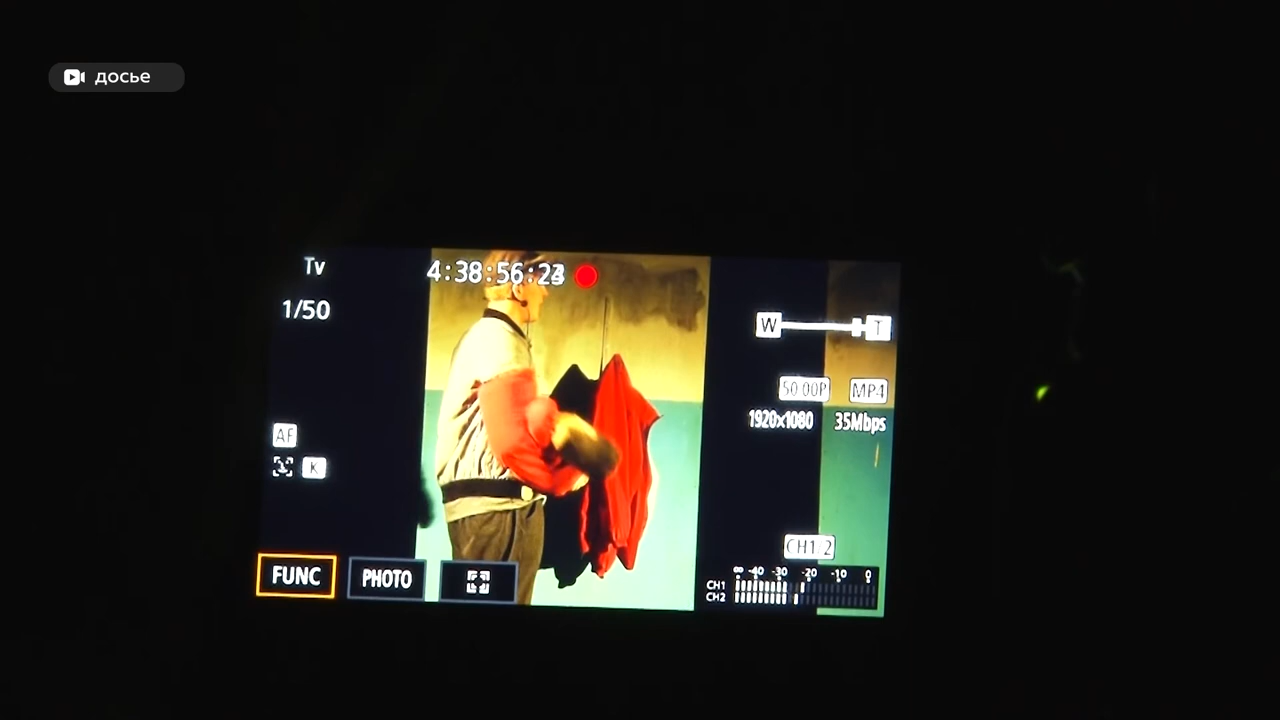 досье
Tv
4:38:56:23
1/50
W T
50.00P MP4
1920x1080 35Mbps
AF
K
CH1/2
FUNC
PHOTO
∞ -40 -30 -20 -10 0
CH1
CH2